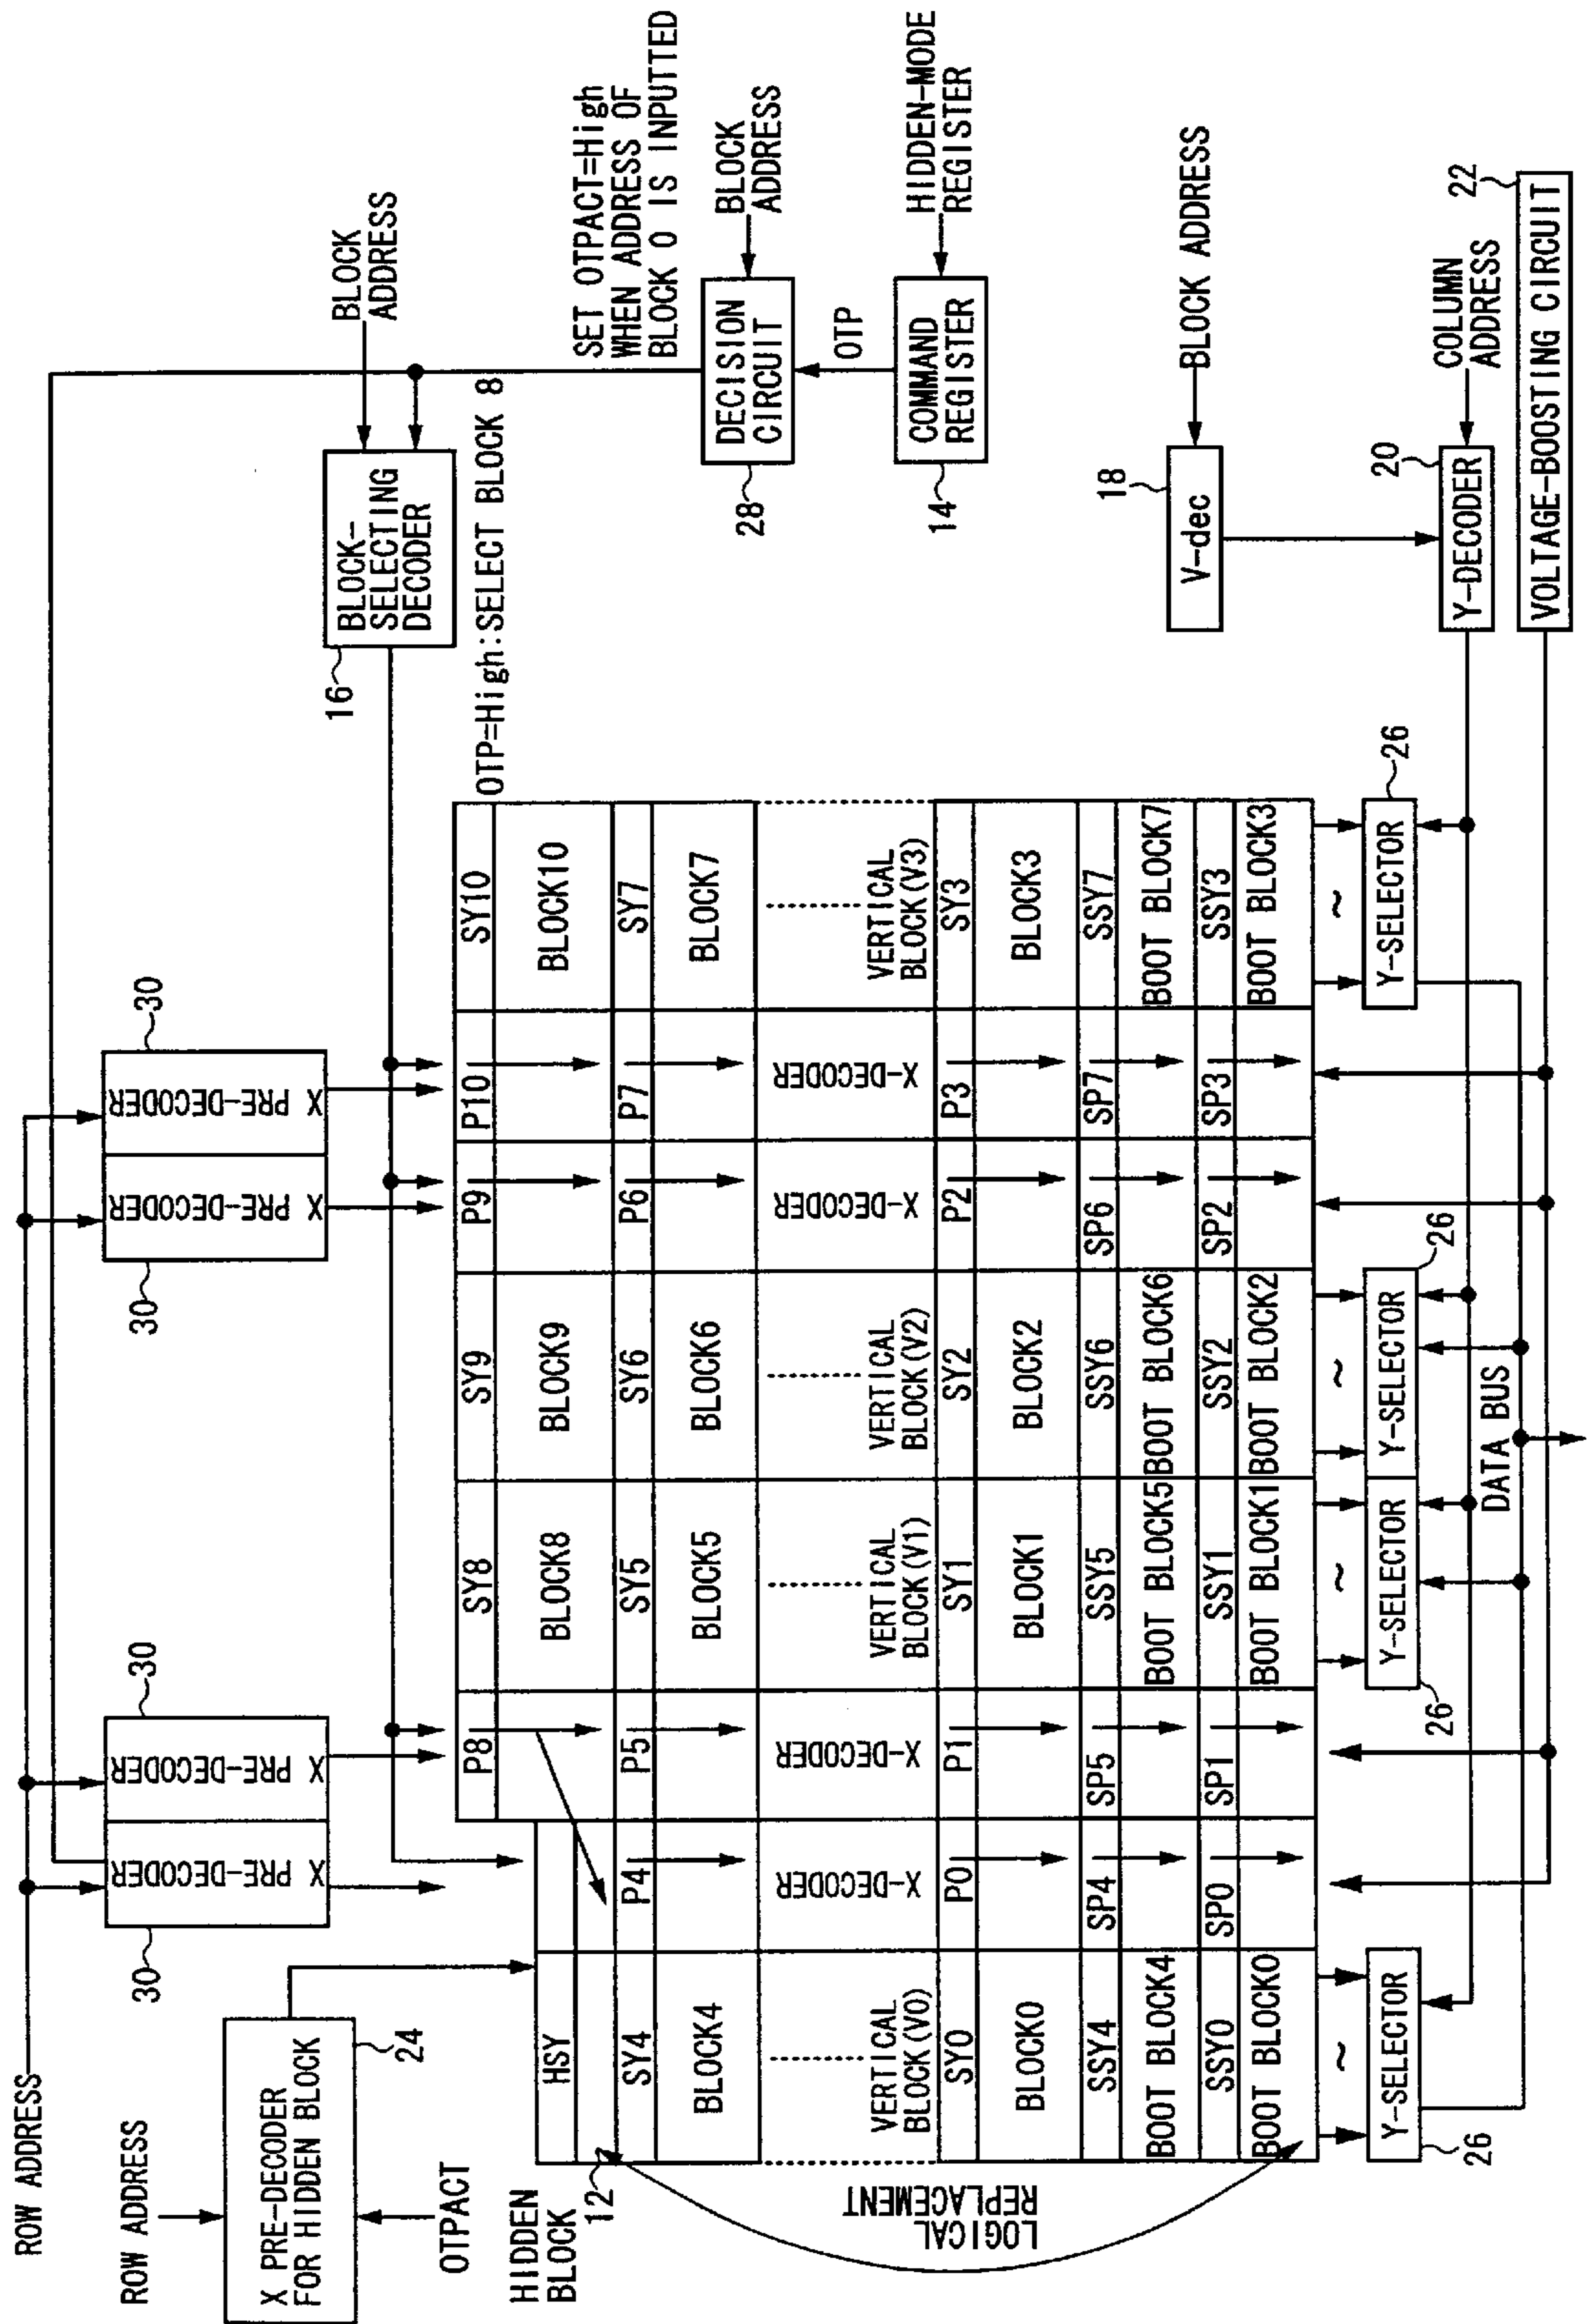 ROW ADDRESS
ROW ADDRESS
X PRE-DECODER
FOR HIDDEN BLOCK
24
OTPACT
X PRE-DECODER
30
X PRE-DECODER
30
X PRE-DECODER
30
X PRE-DECODER
30
BLOCK
ADDRESS
BLOCK-
SELECTING
DECODER
16
OTP=High:SELECT BLOCK 8
SET OTPACT=High
WHEN ADDRESS OF
BLOCK 0 IS INPUTTED
BLOCK
ADDRESS
DECISION
CIRCUIT
28
OTP
HIDDEN-MODE
REGISTER
COMMAND
REGISTER
14
BLOCK ADDRESS
V-dec
18
COLUMN
ADDRESS
Y-DECODER
20
VOLTAGE-BOOSTING CIRCUIT
22
HIDDEN
BLOCK
12
LOGICAL
REPLACEMENT
P8
SY8
SY9
P9
P10
SY10
HSY
BLOCK8
BLOCK9
BLOCK10
SY4
P4
P5
SY5
SY6
P6
P7
SY7
BLOCK4
BLOCK5
BLOCK6
BLOCK7
VERTICAL
BLOCK(V0)
X-DECODER
X-DECODER
VERTICAL
BLOCK(V1)
VERTICAL
BLOCK(V2)
X-DECODER
X-DECODER
VERTICAL
BLOCK(V3)
SY0
P0
P1
SY1
SY2
P2
P3
SY3
BLOCK0
BLOCK1
BLOCK2
BLOCK3
SSY4
SP4
SP5
SSY5
SSY6
SP6
SP7
SSY7
BOOT BLOCK4
BOOT BLOCK5
BOOT BLOCK6
BOOT BLOCK7
SSY0
SP0
SP1
SSY1
SSY2
SP2
SP3
SSY3
BOOT BLOCK0
BOOT BLOCK1
BOOT BLOCK2
BOOT BLOCK3
~
~
~
~
Y-SELECTOR
26
Y-SELECTOR
26
Y-SELECTOR
26
Y-SELECTOR
26
DATA BUS